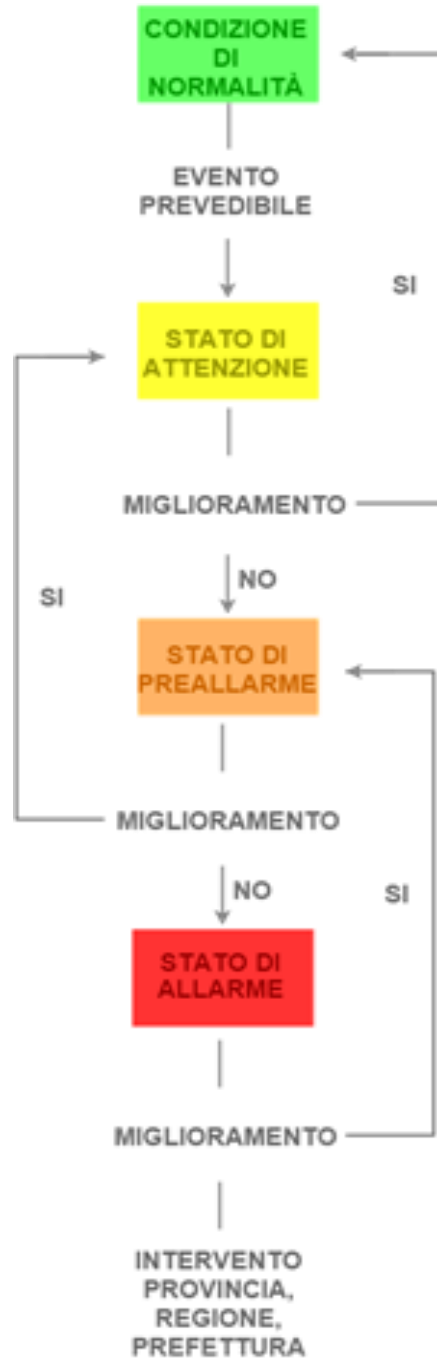 CONDIZIONE
DI
NORMALITÀ
EVENTO
PREVEDIBILE
SI
STATO DI
ATTENZIONE
MIGLIORAMENTO
NO
SI
STATO DI
PREALLARME
MIGLIORAMENTO
NO
SI
STATO DI
ALLARME
MIGLIORAMENTO
INTERVENTO
PROVINCIA,
REGIONE,
PREFETTURA